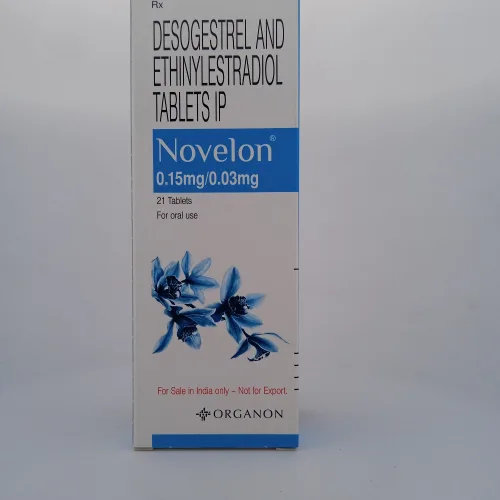 Rx
DESOGESTREL AND
ETHINYLESTRADIOL
TABLETS IP
Novelon®
0.15mg/0.03mg
21 Tablets
For oral use
For Sale in India only – Not for Export.
ORGANON